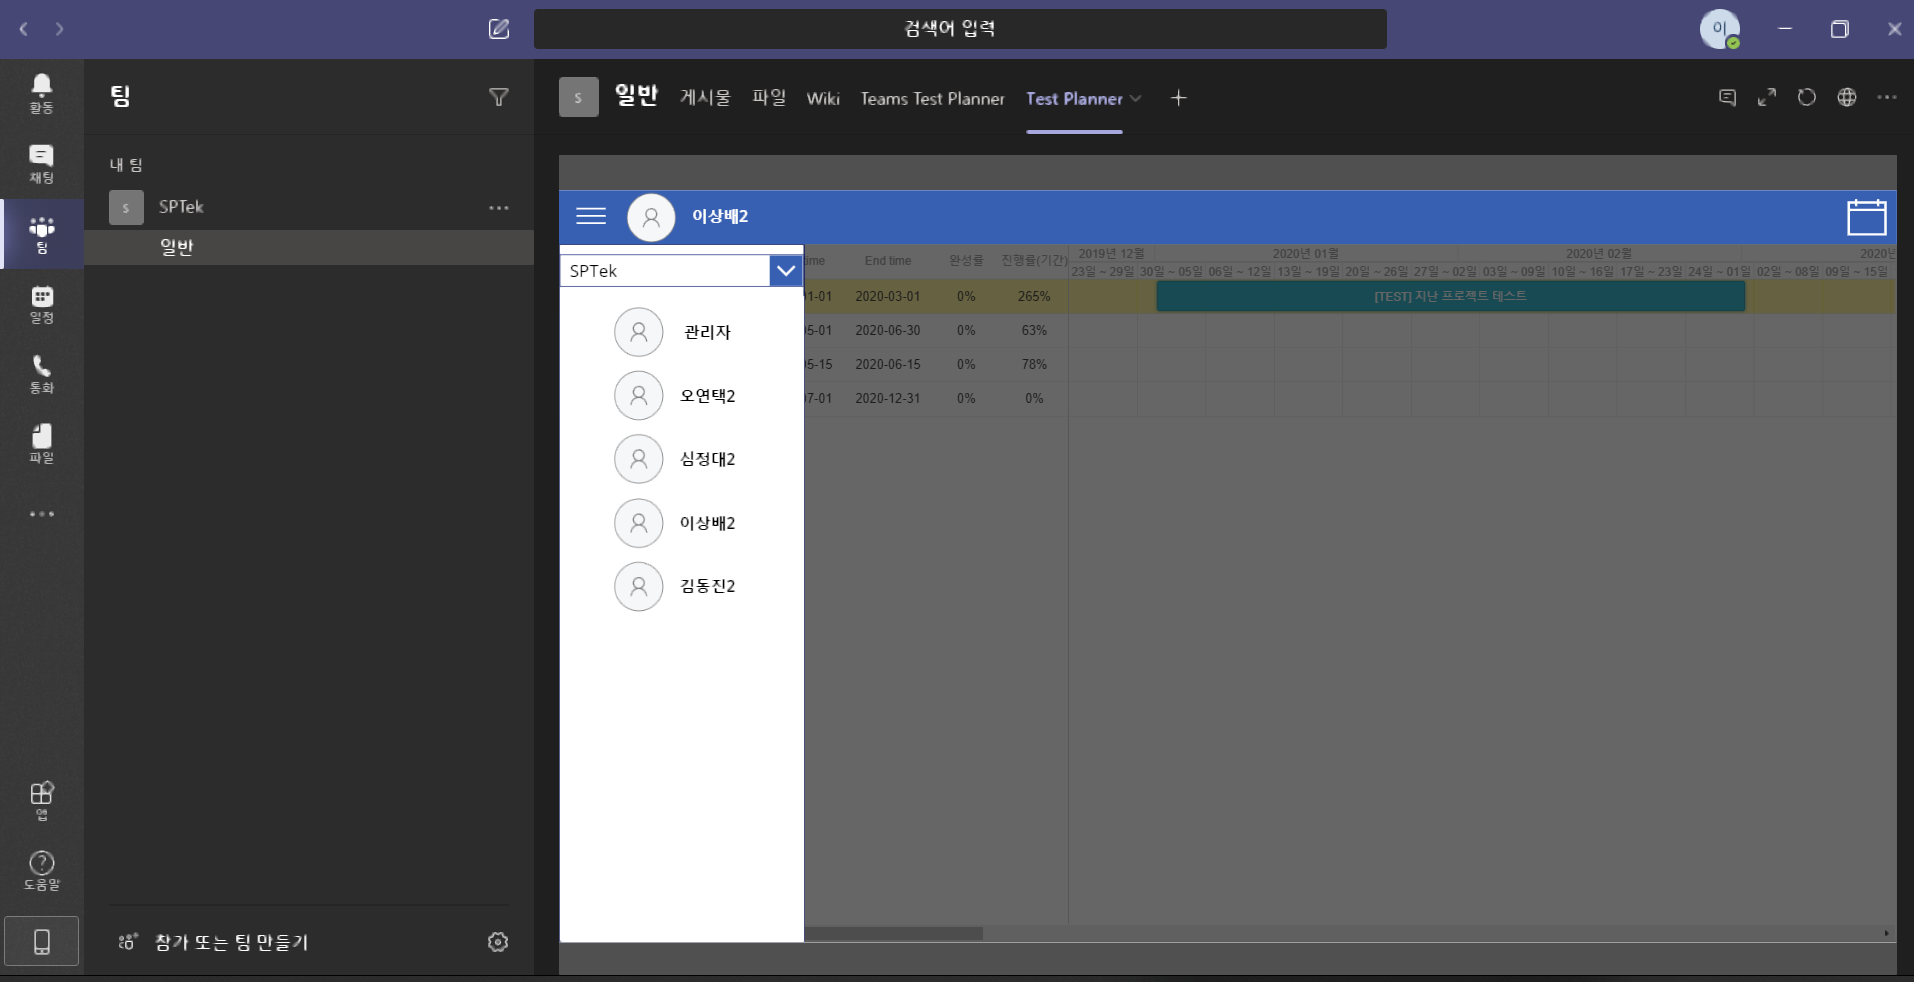 검색어 입력
이
활동
채팅
팀
일정
통화
파일
앱
도움말
팀
내 팀
S
SPTek
일반
참가 또는 팀 만들기
S
일반 게시물 파일 Wiki Teams Test Planner Test Planner
이상배2
SPTek
관리자
오연택2
심정대2
이상배2
김동진2
ime End time 완성률 진행률(기간) 2019년 12월 2020년 01월 2020년 02월 2020년
23일 ~ 29일 30일 ~ 05일 06일 ~ 12일 13일 ~ 19일 20일 ~ 26일 27일 ~ 02일 03일 ~ 09일 10일 ~ 16일 17일 ~ 23일 24일 ~ 01일 02일 ~ 08일 09일 ~ 15일
1-01 2020-03-01 0% 265% [TEST] 지난 프로젝트 테스트
5-01 2020-06-30 0% 63%
5-15 2020-06-15 0% 78%
7-01 2020-12-31 0% 0%